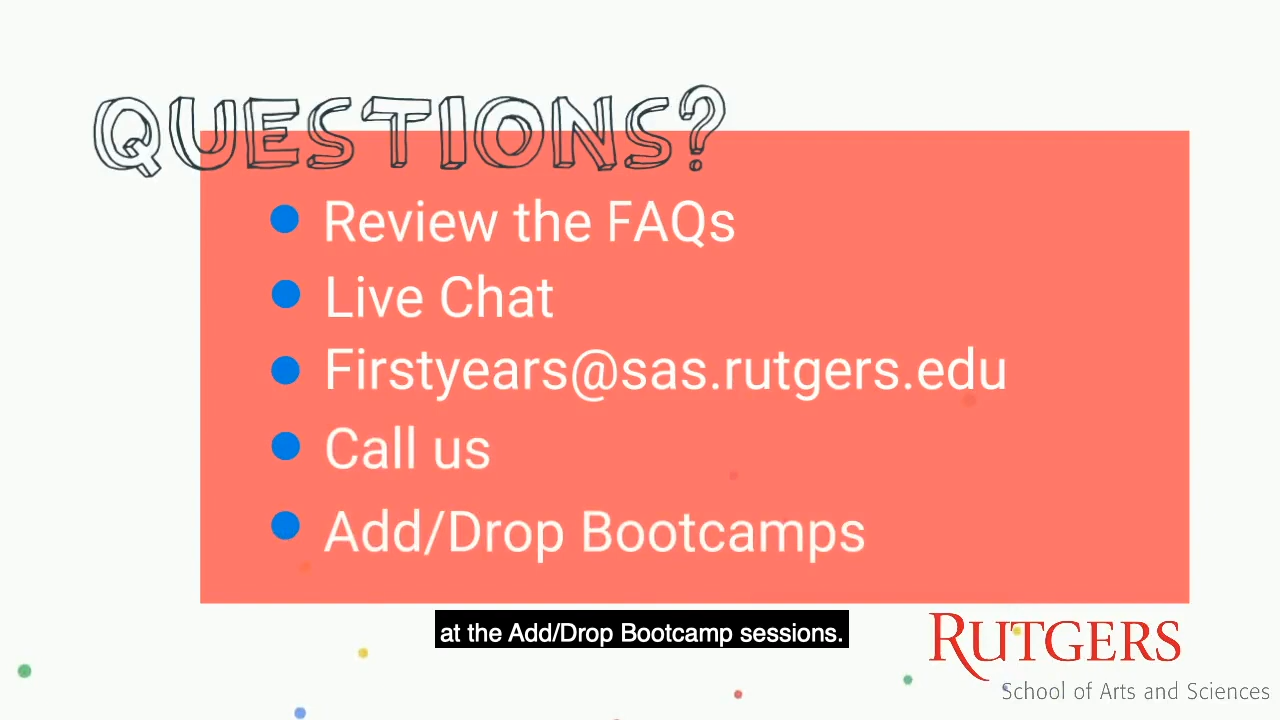 QUESTIONS?
Review the FAQs
Live Chat
Firstyears@sas.rutgers.edu
Call us
Add/Drop Bootcamps
at the Add/Drop Bootcamp sessions.
RUTGERS
School of Arts and Sciences